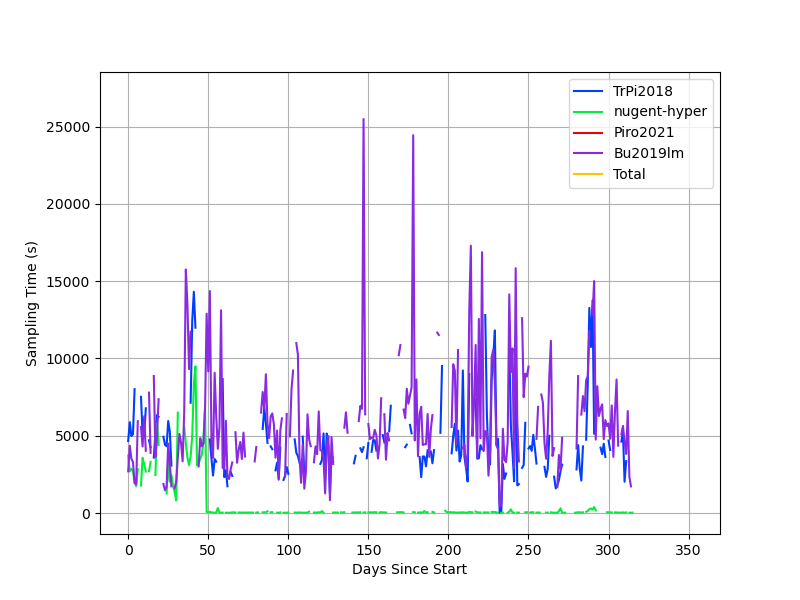 TrPi2018
nugent-hyper
Piro2021
Bu2019lm
Total
25000
20000
15000
10000
5000
0
Sampling Time (s)
0 50 100 150 200 250 300 350
Days Since Start